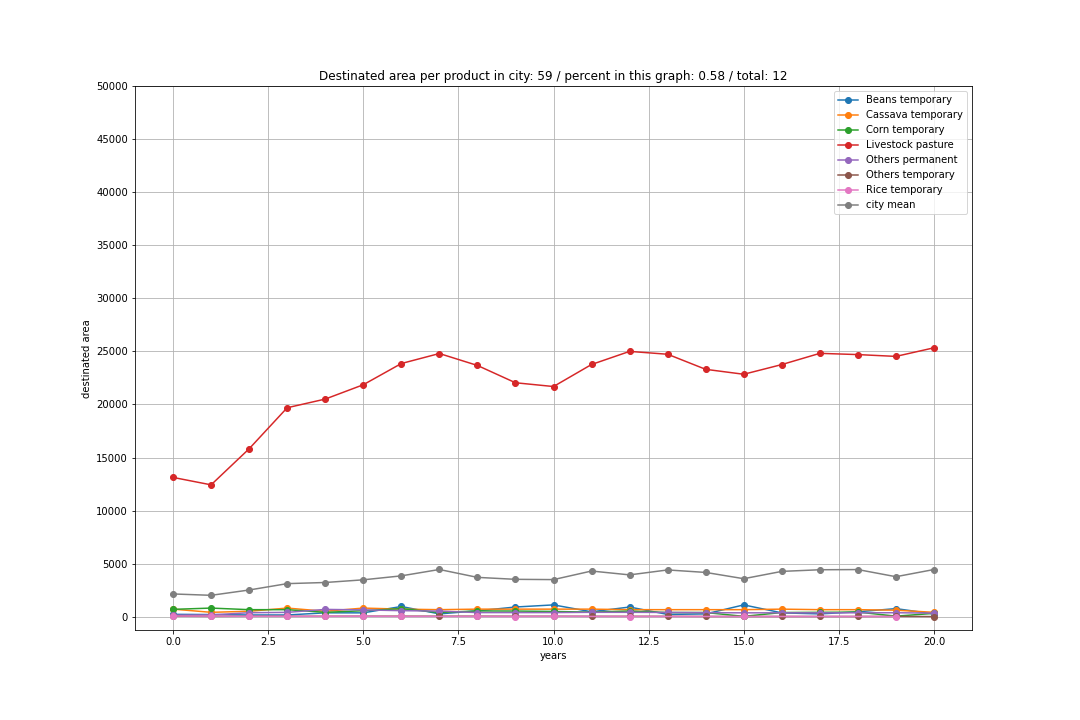 Destinated area per product in city: 59 / percent in this graph: 0.58 / total: 12
50000
45000
40000
35000
30000
25000
20000
15000
10000
5000
0
destinated area
Beans temporary
Cassava temporary
Corn temporary
Livestock pasture
Others permanent
Others temporary
Rice temporary
city mean
0.0 2.5 5.0 7.5 10.0 12.5 15.0 17.5 20.0
years